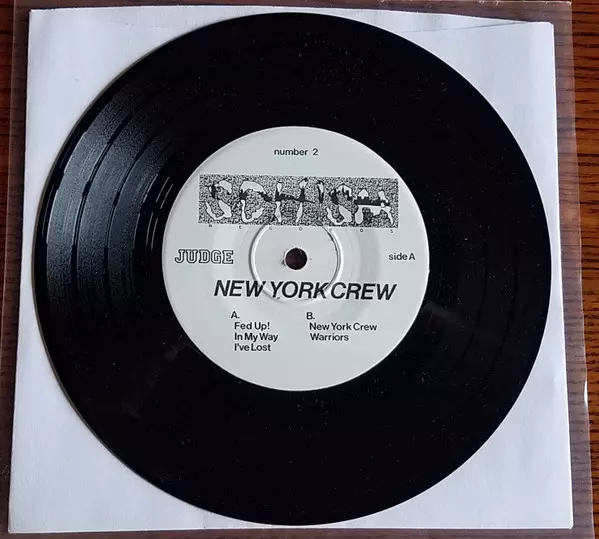 number 2
SCHISM
RECORDS
JUDGE
side A
NEW YORK CREW
A.
Fed Up!
In My Way
I've Lost
B.
New York Crew
Warriors